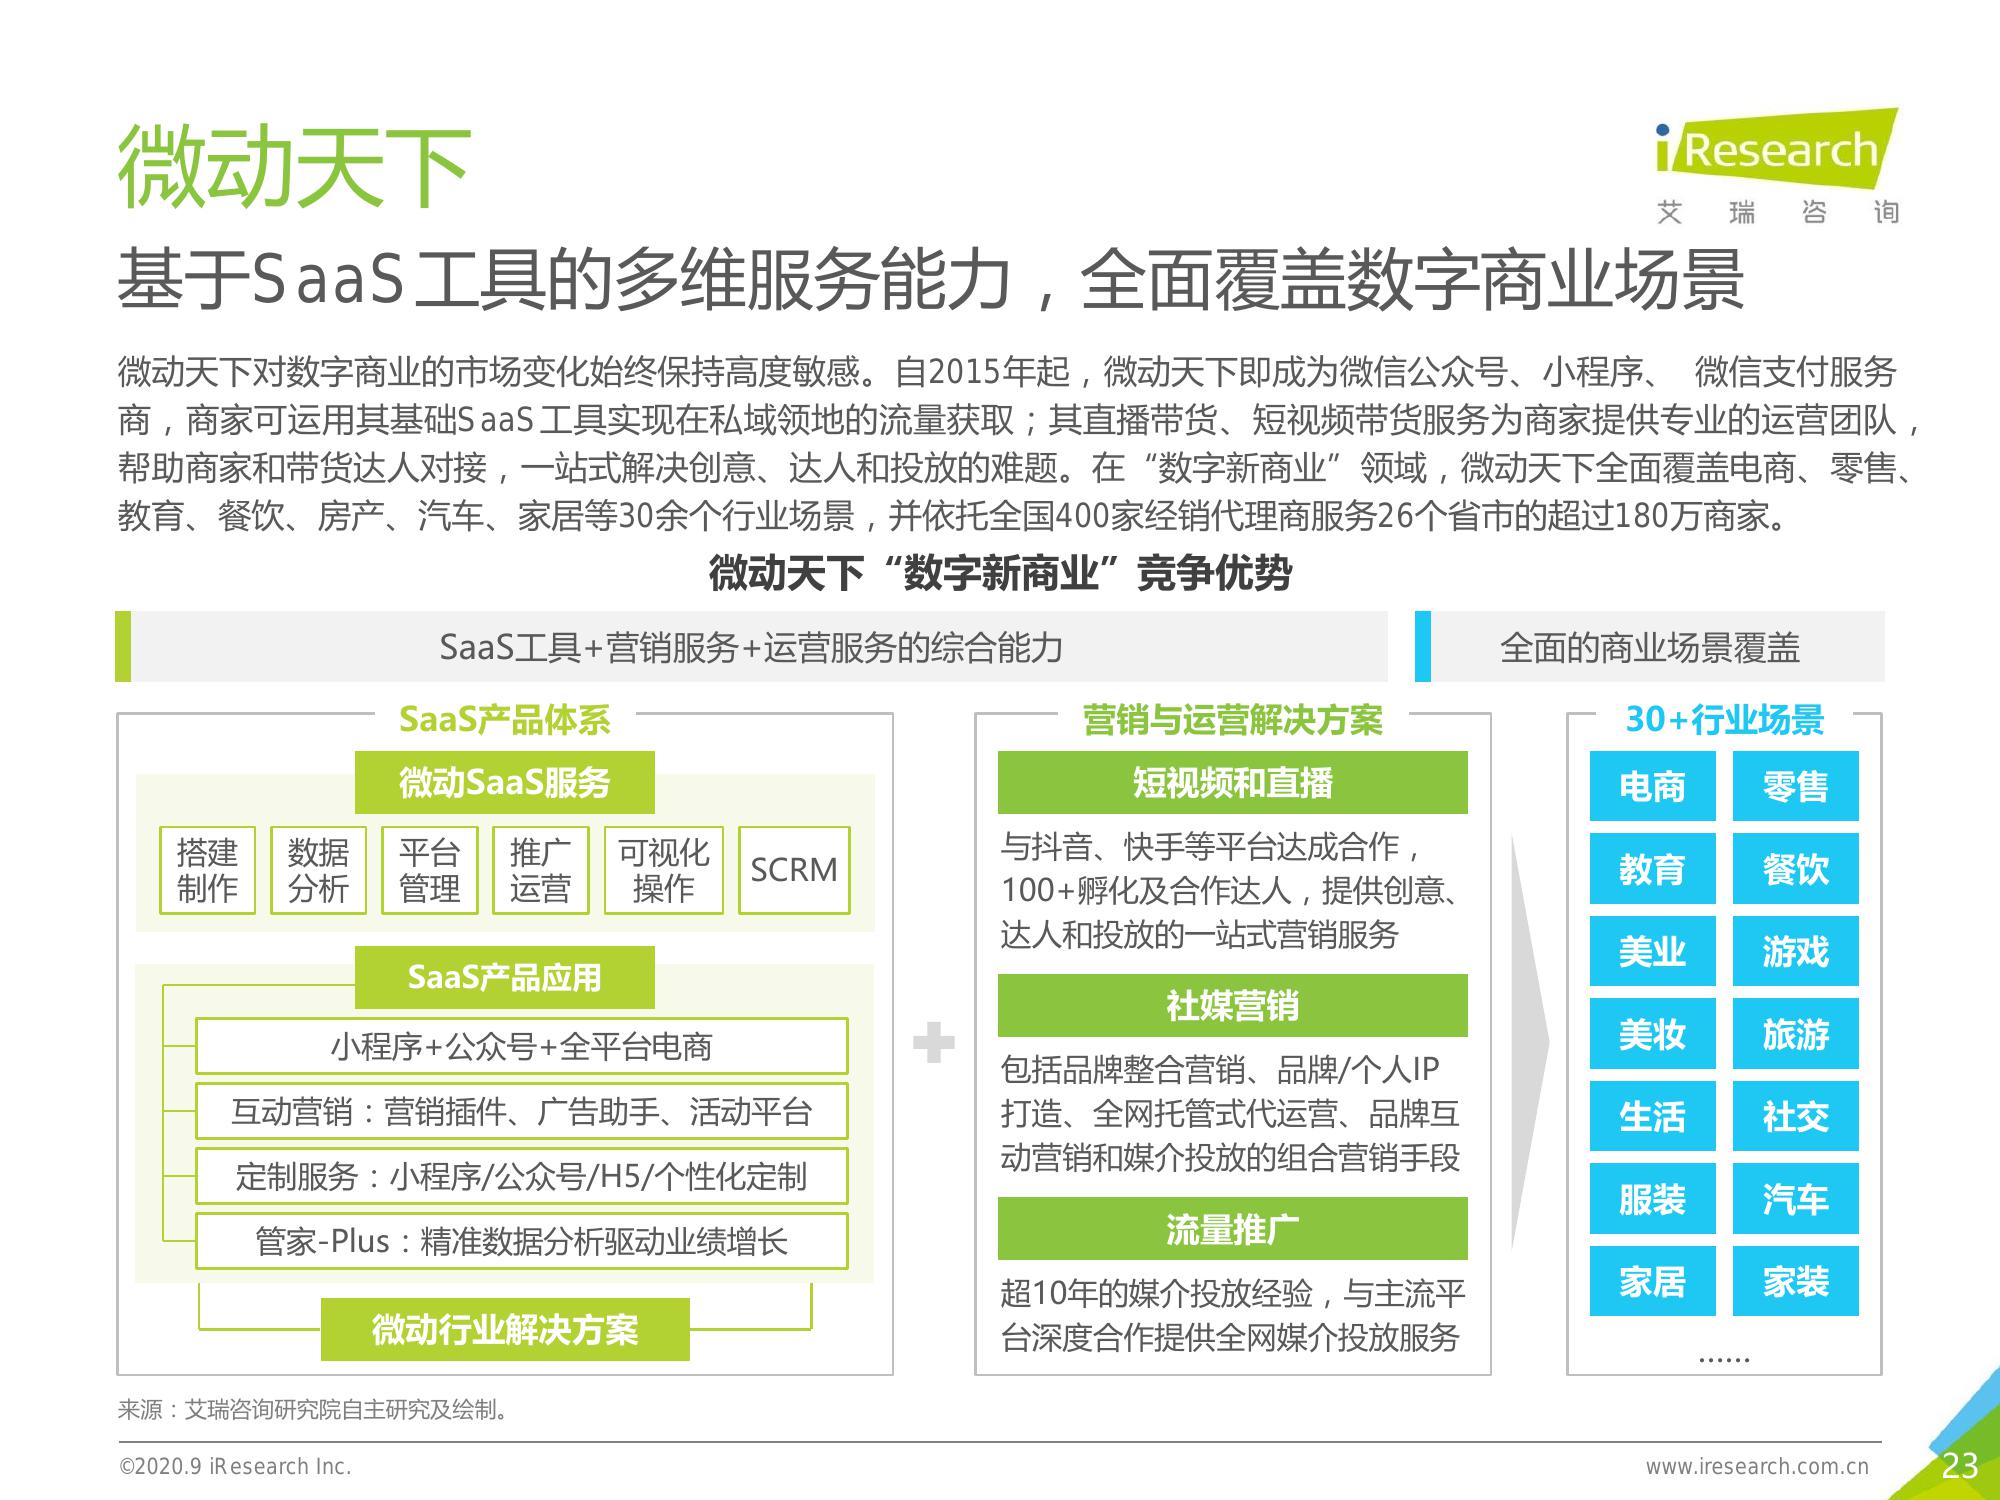 微动天下
iResearch
艾瑞咨询
基于SaaS工具的多维服务能力，全面覆盖数字商业场景
微动天下对数字商业的市场变化始终保持高度敏感。自2015年起，微动天下即成为微信公众号、小程序、 微信支付服务
商，商家可运用其基础SaaS工具实现在私域领地的流量获取；其直播带货、短视频带货服务为商家提供专业的运营团队，
帮助商家和带货达人对接，一站式解决创意、达人和投放的难题。在“数字新商业”领域，微动天下全面覆盖电商、零售、
教育、餐饮、房产、汽车、家居等30余个行业场景，并依托全国400家经销代理商服务26个省市的超过180万商家。
微动天下“数字新商业”竞争优势
SaaS工具+营销服务+运营服务的综合能力
全面的商业场景覆盖
SaaS产品体系
微动SaaS服务
搭建
制作
数据
分析
平台
管理
推广
运营
可视化
操作
SCRM
SaaS产品应用
小程序+公众号+全平台电商
互动营销：营销插件、广告助手、活动平台
定制服务：小程序/公众号/H5/个性化定制
管家-Plus：精准数据分析驱动业绩增长
微动行业解决方案
营销与运营解决方案
短视频和直播
与抖音、快手等平台达成合作，
100+孵化及合作达人，提供创意、
达人和投放的一站式营销服务
社媒营销
包括品牌整合营销、品牌/个人IP
打造、全网托管式代运营、品牌互
动营销和媒介投放的组合营销手段
流量推广
超10年的媒介投放经验，与主流平
台深度合作提供全网媒介投放服务
30+行业场景
电商 零售
教育 餐饮
美业 游戏
美妆 旅游
生活 社交
服装 汽车
家居 家装
……
来源：艾瑞咨询研究院自主研究及绘制。
©2020.9 iResearch Inc.
www.iresearch.com.cn
23